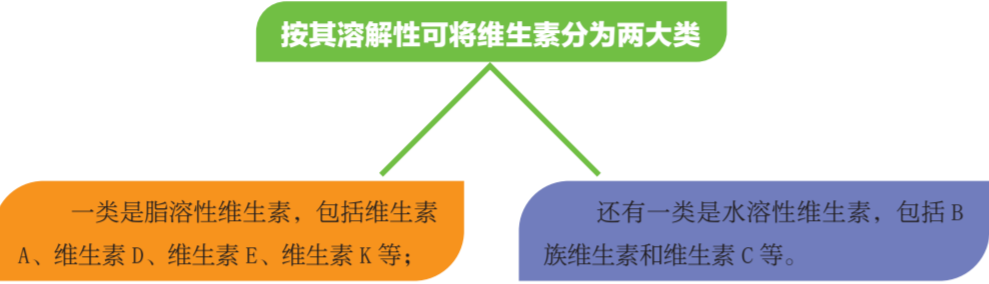 按其溶解性可将维生素分为两大类
一类是脂溶性维生素，包括维生素
A、维生素 D、维生素 E、维生素 K 等；
还有一类是水溶性维生素，包括 B
族维生素和维生素 C 等。